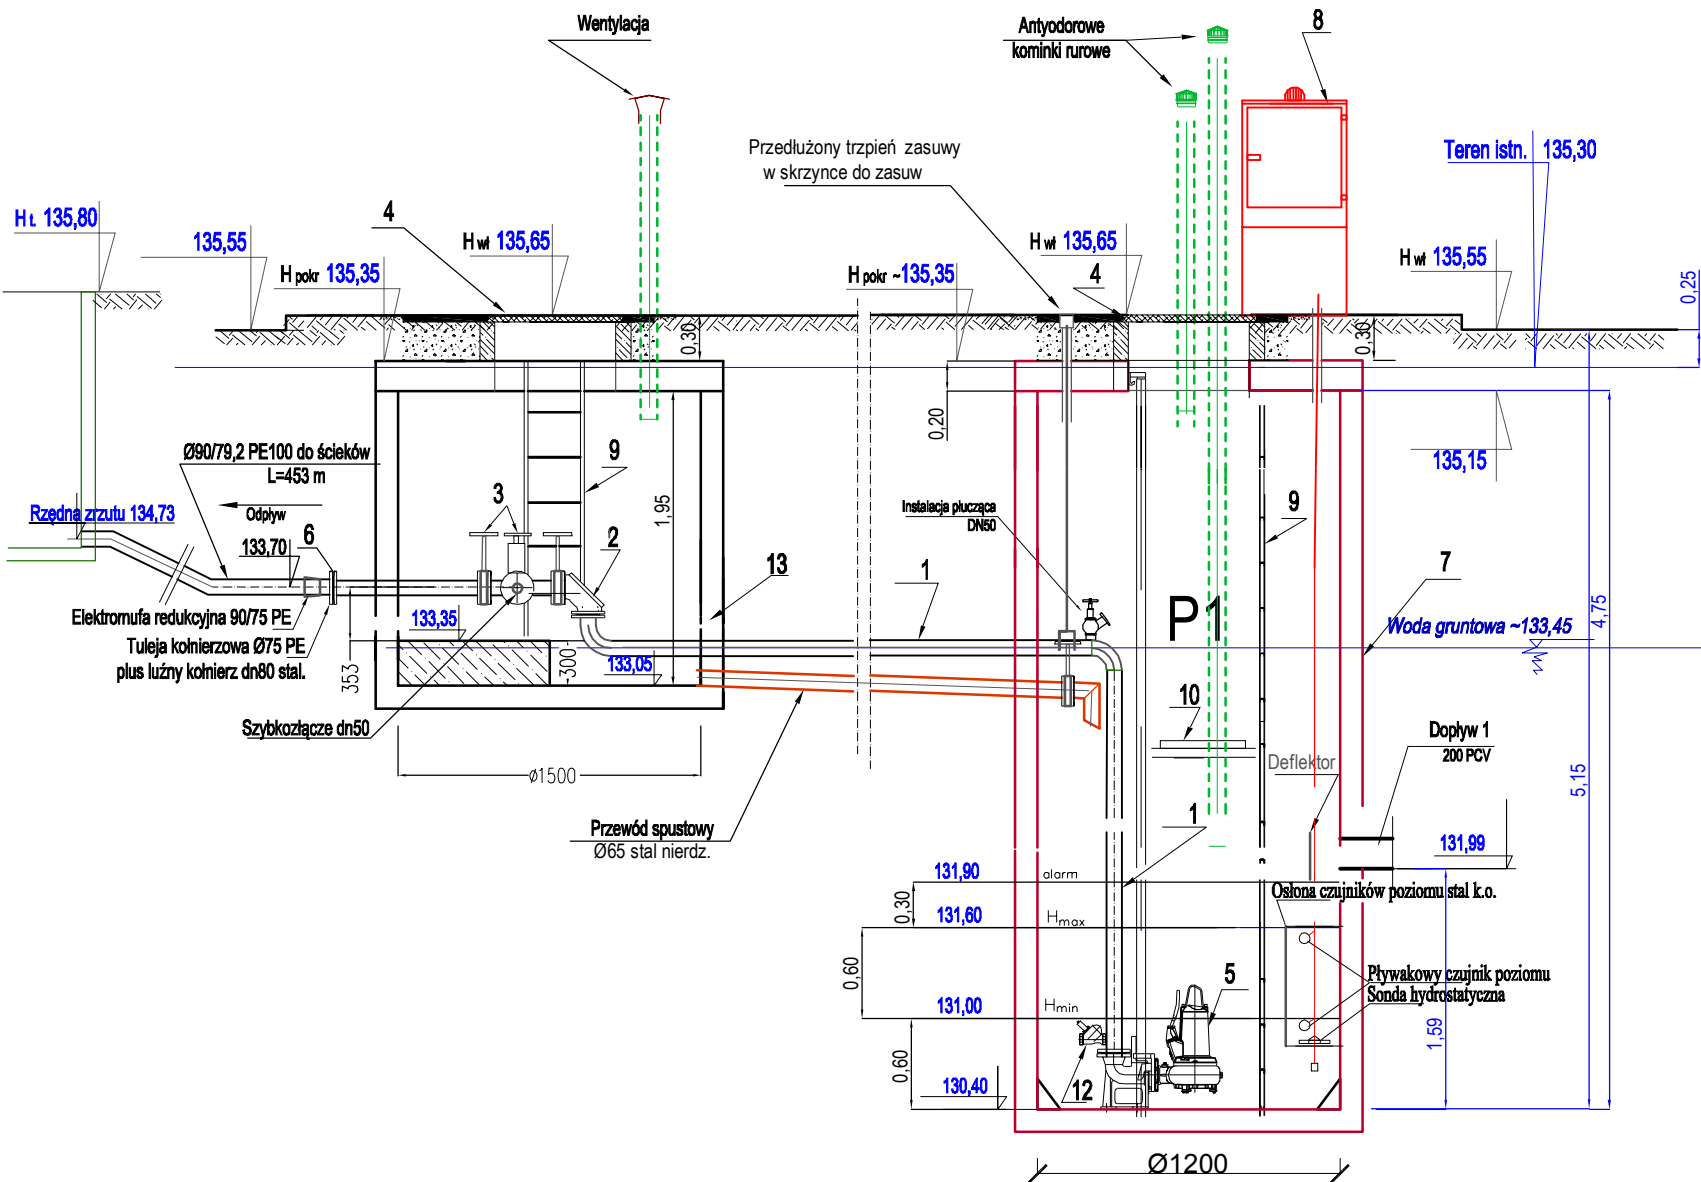 Wentylacja
Antyodorowe
kominki rurowe
8
Przedłużony trzpień zasuwy
w skrzynce do zasuw
Teren istn. 135,30
H t. 135,80
135,55
4
H wł 135,65
H pokr 135,35
H pokr ~135,35
H wł 135,65
4
H wł 135,55
0,25
0,30
0,30
0,20
135,15
Ø90/79,2 PE100 do ścieków
L=453 m
9
3
1,95
Instalacja płucząca
DN50
9
Rzędna zrzutu 134,73
Odpływ
6
133,70
2
13
1
7
4,75
P1
Elektromufa redukcyjna 90/75 PE
Tuleja kołnierzowa Ø75 PE
plus luźny kołnierz dn80 stal.
133,35
353
300
133,05
Woda gruntowa ~133,45
Szybkozłącze dn50
10
Dopływ 1
200 PCV
Deflektor
Ø1500
5,15
Przewód spustowy
Ø65 stal nierdz.
1
131,99
131,90
alarm
0,30
Osłona czujników poziomu stal k.o.
131,60
Hmax
0,60
5
Pływakowy czujnik poziomu
Sonda hydrostatyczna
131,00
Hmin
1,59
0,60
12
130,40
Ø1200